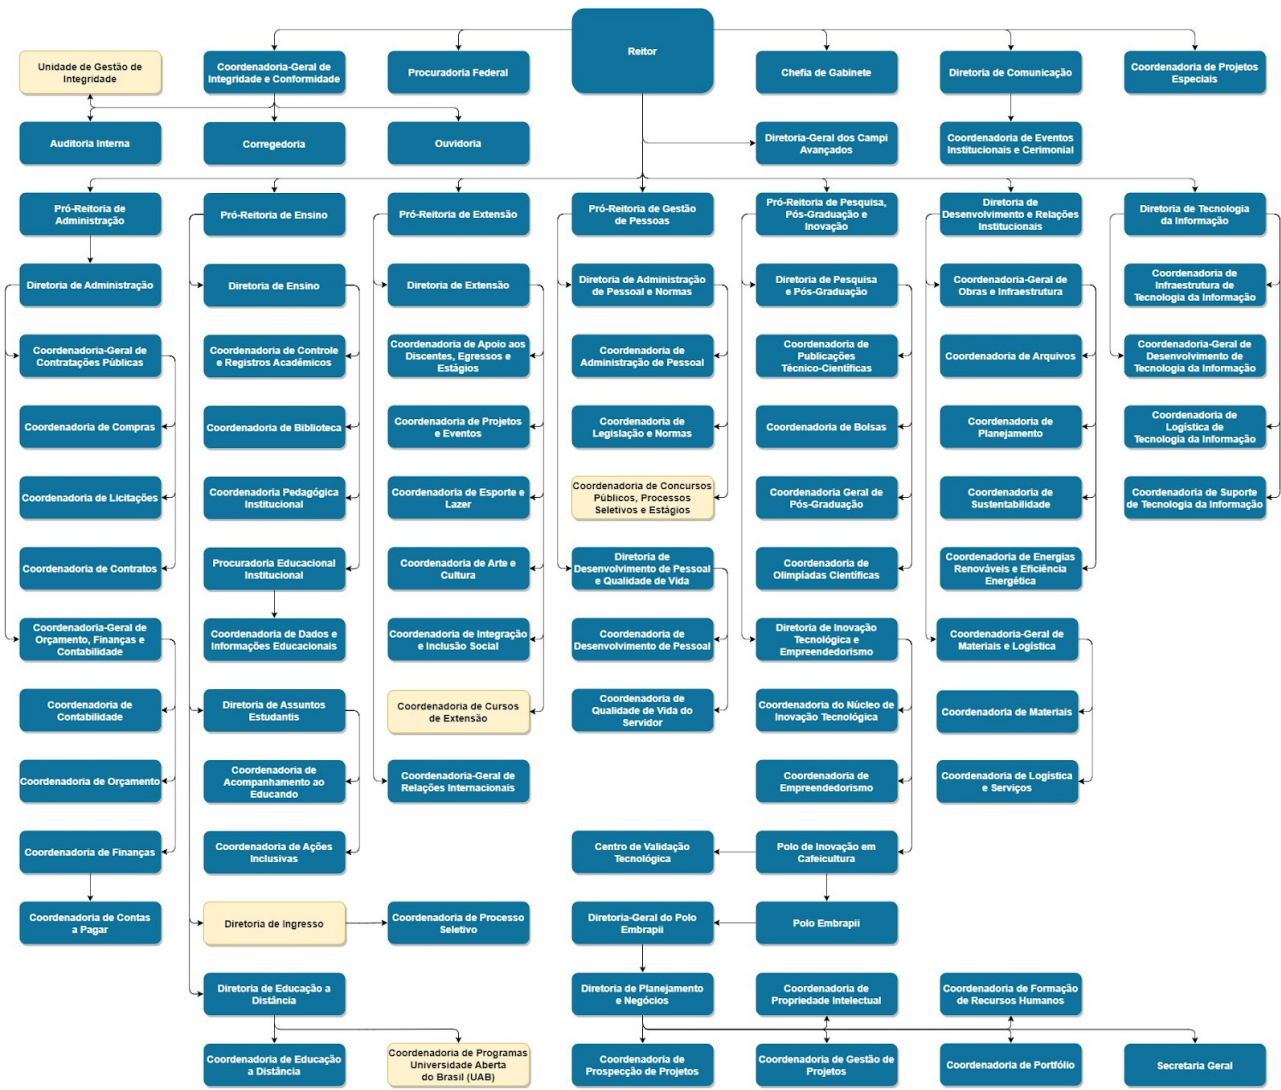 Reitor
Unidade de Gestão de
Integridade
Coordenadoria-Geral de
Integridade e Conformidade
Procuradoria Federal
Chefia de Gabinete
Diretoria de Comunicação
Coordenadoria de Projetos
Especiais
Auditoria Interna
Corregedoria
Ouvidoria
Diretoria-Geral dos Campi
Avançados
Coordenadoria de Eventos
Institucionais e Cerimonial
Pró-Reitoria de
Administração
Pró-Reitoria de Ensino
Pró-Reitoria de Extensão
Pró-Reitoria de Gestão
de Pessoas
Pró-Reitoria de Pesquisa,
Pós-Graduação e
Inovação
Diretoria de
Desenvolvimento e Relações
Institucionais
Diretoria de Tecnologia
da Informação
Diretoria de Administração
Diretoria de Ensino
Diretoria de Extensão
Diretoria de Administração
de Pessoal e Normas
Diretoria de Pesquisa
e Pós-Graduação
Coordenadoria-Geral de
Obras e Infraestrutura
Coordenadoria de
Infraestrutura de
Tecnologia da Informação
Coordenadoria-Geral de
Contratações Públicas
Coordenadoria de Controle
e Registros Acadêmicos
Coordenadoria de Apoio aos
Discentes, Egressos e
Estágios
Coordenadoria de
Administração de Pessoal
Coordenadoria de
Publicações
Técnico-Científicas
Coordenadoria de Arquivos
Coordenadoria-Geral de
Desenvolvimento de
Tecnologia da Informação
Coordenadoria de Compras
Coordenadoria de Biblioteca
Coordenadoria de Projetos
e Eventos
Coordenadoria de
Legislação e Normas
Coordenadoria de Bolsas
Coordenadoria de
Planejamento
Coordenadoria de
Logística de
Tecnologia da Informação
Coordenadoria de Licitações
Coordenadoria Pedagógica
Institucional
Coordenadoria de Esporte e
Lazer
Coordenadoria de Concursos
Públicos, Processos
Seletivos e Estágios
Coordenadoria Geral de
Pós-Graduação
Coordenadoria de
Sustentabilidade
Coordenadoria de Suporte
de Tecnologia da Informação
Coordenadoria de Contratos
Procuradoria Educacional
Institucional
Coordenadoria de Arte e
Cultura
Diretoria de
Desenvolvimento de Pessoal
e Qualidade de Vida
Coordenadoria de
Olimpíadas Científicas
Coordenadoria de Energias
Renováveis e Eficiência
Energética
Coordenadoria-Geral de
Orçamento, Finanças e
Contabilidade
Coordenadoria de Dados e
Informações Educacionais
Coordenadoria de Integração
e Inclusão Social
Coordenadoria de
Desenvolvimento de Pessoal
Diretoria de Inovação
Tecnológica e
Empreendedorismo
Coordenadoria-Geral de
Materiais e Logística
Coordenadoria de
Contabilidade
Diretoria de Assuntos
Estudantis
Coordenadoria de Cursos
de Extensão
Coordenadoria de
Qualidade de Vida do
Servidor
Coordenadoria do Núcleo
de Inovação Tecnológica
Coordenadoria de Materiais
Coordenadoria de Orçamento
Coordenadoria de
Acompanhamento ao
Educando
Coordenadoria-Geral de
Relações Internacionais
Coordenadoria de
Empreendedorismo
Coordenadoria de Logística
e Serviços
Coordenadoria de Finanças
Coordenadoria de Ações
Inclusivas
Centro de Validação
Tecnológica
Polo de Inovação em
Cafeicultura
Coordenadoria de Contas
a Pagar
Diretoria de Ingresso
Coordenadoria de Processo
Seletivo
Diretoria-Geral do Polo
Embrapii
Polo Embrapii
Diretoria de Educação a
Distância
Diretoria de Planejamento
e Negócios
Coordenadoria de
Propriedade Intelectual
Coordenadoria de Formação
de Recursos Humanos
Coordenadoria de Educação
a Distância
Coordenadoria de Programas
Universidade Aberta
do Brasil (UAB)
Coordenadoria de
Prospecção de Projetos
Coordenadoria de Gestão de
Projetos
Coordenadoria de Portfólio
Secretaria Geral